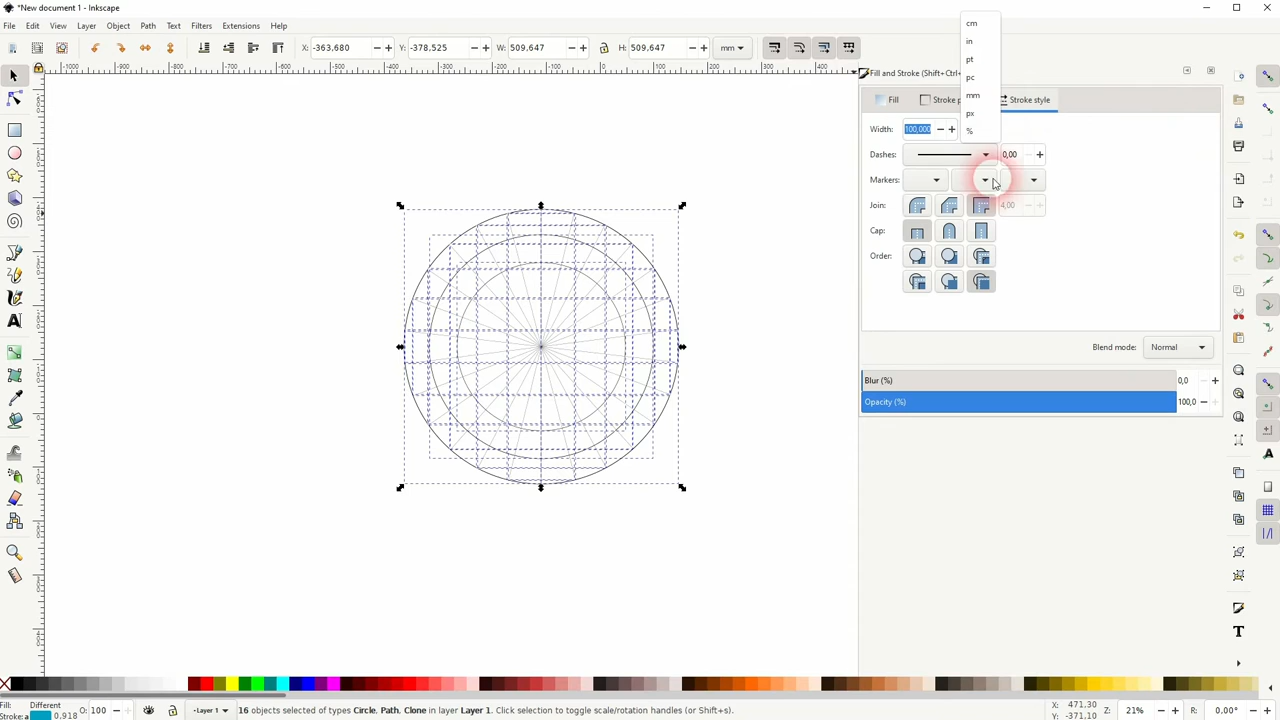 *New document 1 - Inkscape
File Edit View Layer Object Path Text Filters Extensions Help
X: -363,680 Y: -378,525 W: 509,647 H: 509,647 mm
cm
in
pt
pc
mm
px
%
Fill and Stroke (Shift+Ctrl+
Fill Stroke p Stroke style
Width: 100,000
Dashes: 0,00
Markers:
Join: 4,00
Cap:
Order:
Blend mode: Normal
Blur (%) 0,0
Opacity (%) 100,0
Fill: Different
Stroke: a 0,918 O: 100 Layer 1 16 objects selected of types Circle, Path, Clone in layer Layer 1. Click selection to toggle scale/rotation handles (or Shift+s). X: 471.30 Y: -371.10 Z: 21% R: 0.00°